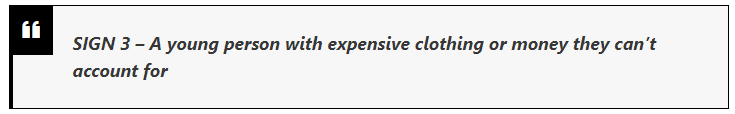 SIGN 3 – A young person with expensive clothing or money they can't
account for